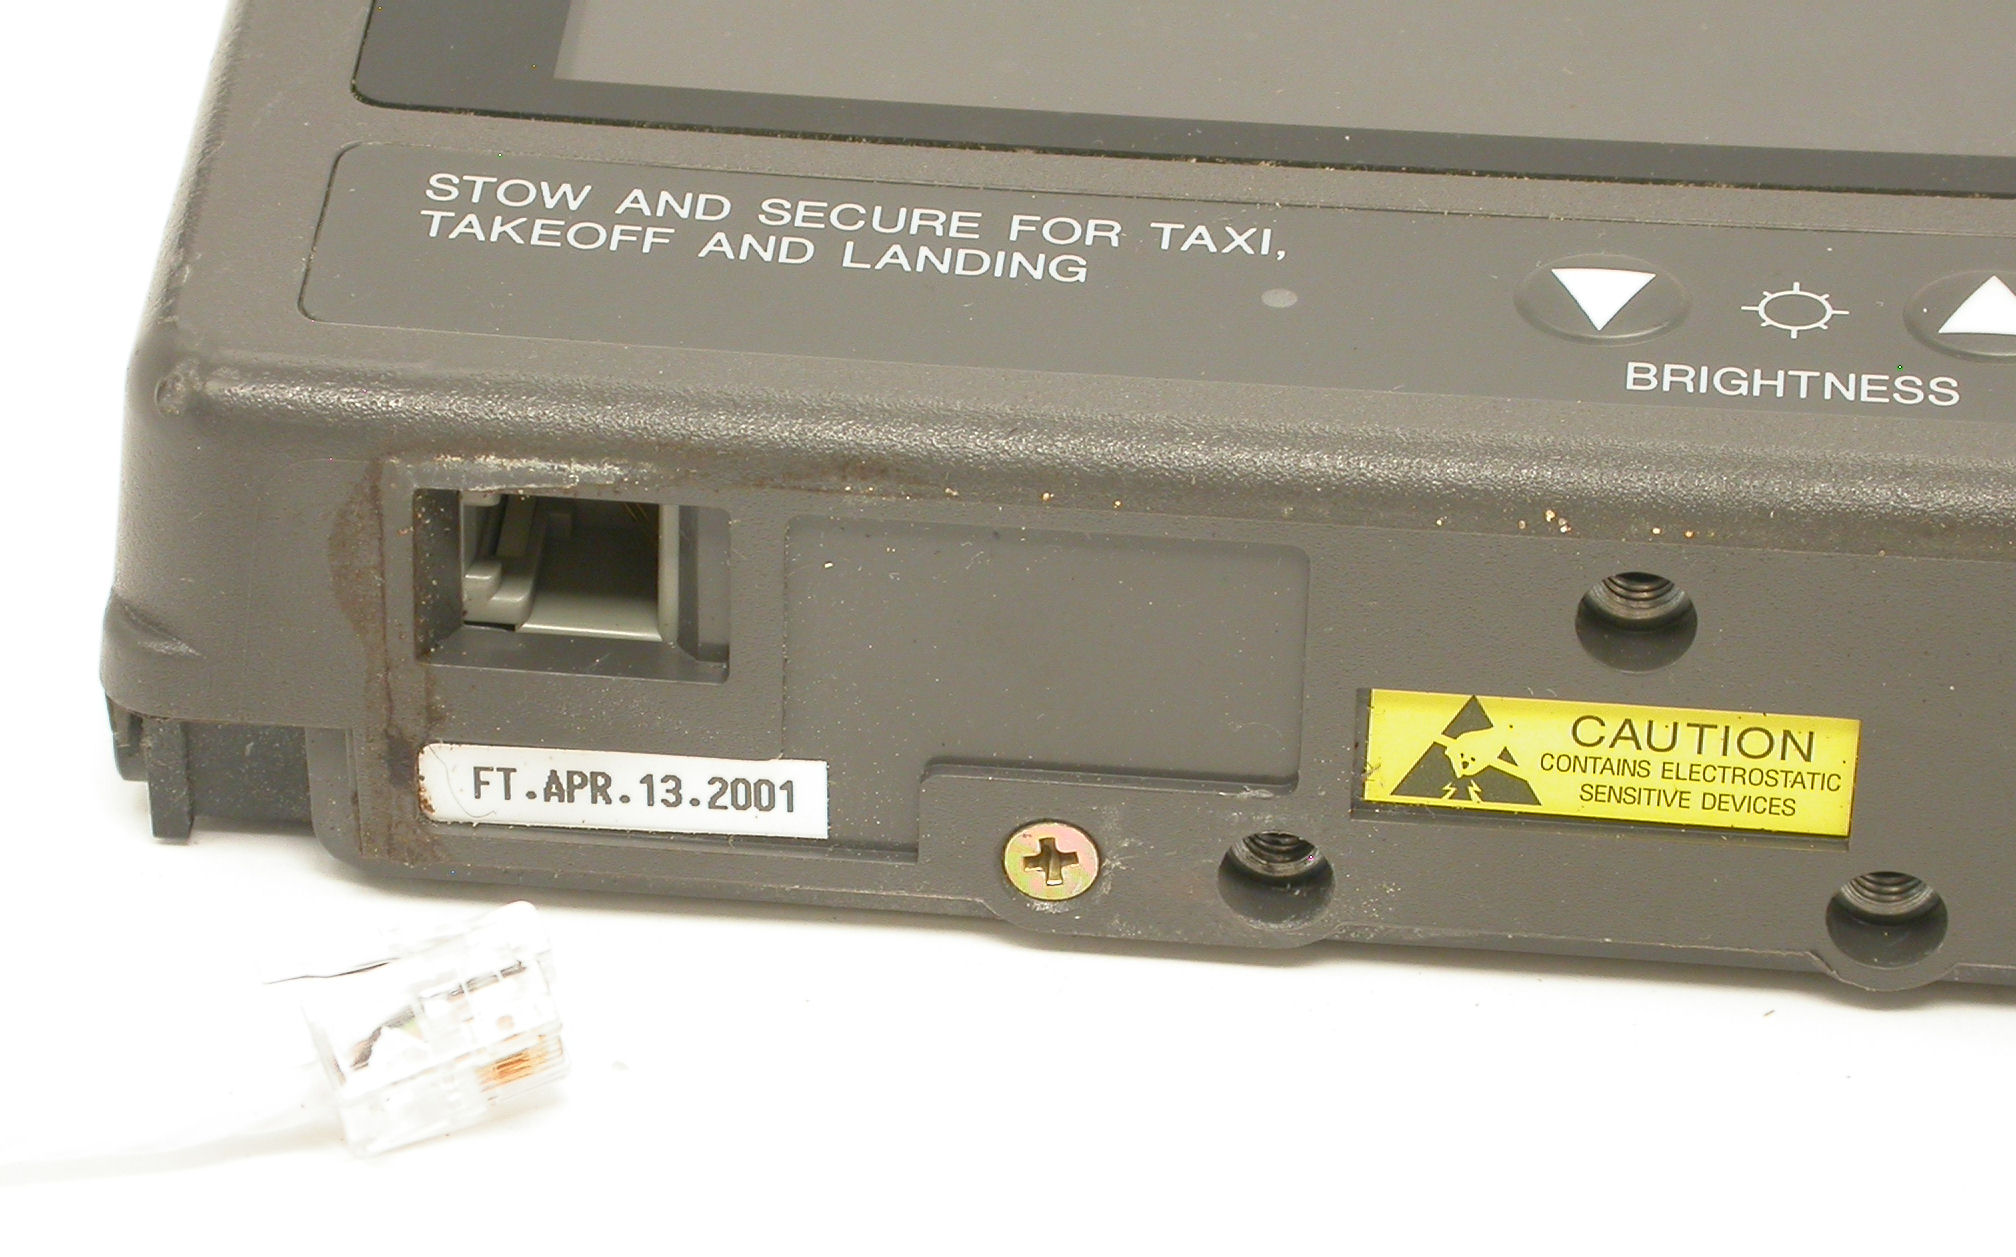 STOW AND SECURE FOR TAXI,
TAKEOFF AND LANDING
BRIGHTNESS
FT.APR.13.2001
CAUTION
CONTAINS ELECTROSTATIC
SENSITIVE DEVICES